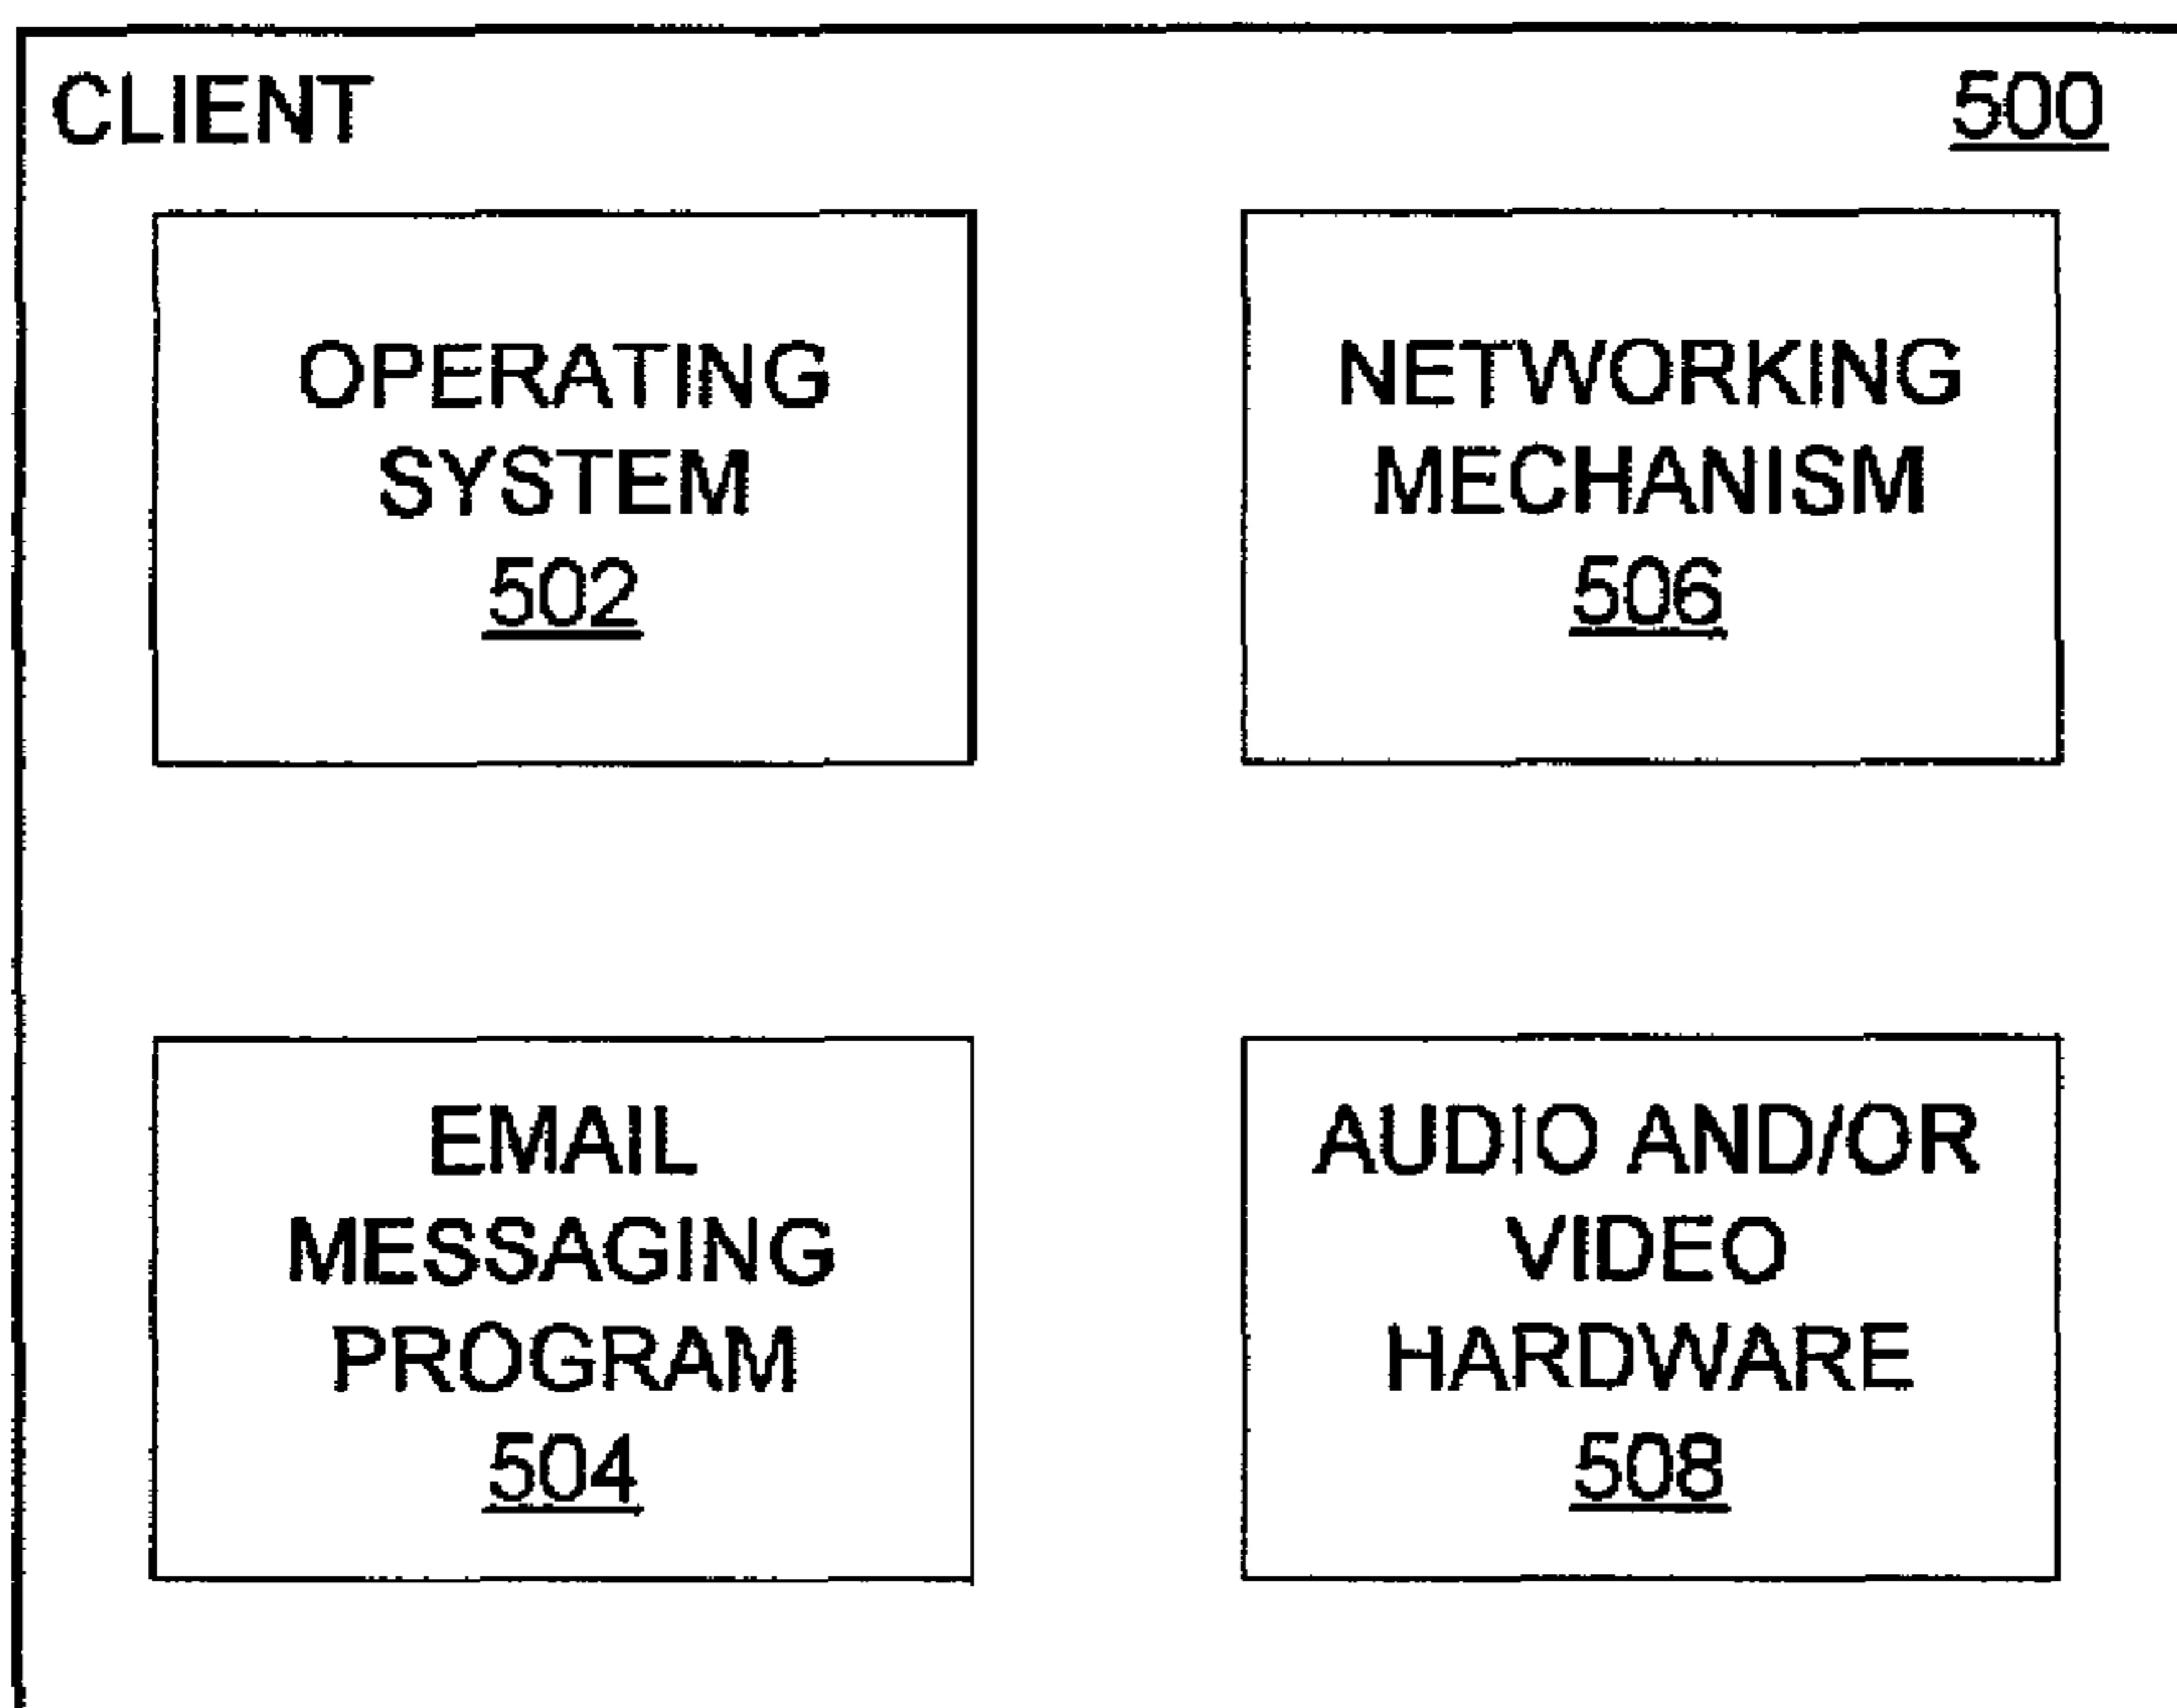 CLIENT 500
OPERATING
SYSTEM
502
NETWORKING
MECHANISM
506
EMAIL
MESSAGING
PROGRAM
504
AUDIO AND/OR
VIDEO
HARDWARE
508